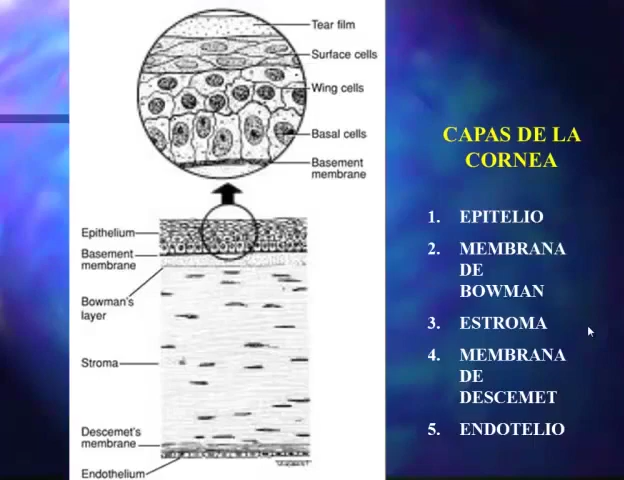 Tear film
Surface cells
Wing cells
Basal cells
Basement
membrane
Epithelium
Basement
membrane
Bowman's
layer
Stroma
Descemet's
membrane
Endothelium
CAPAS DE LA
CORNEA
1. EPITELIO
2. MEMBRANA
DE
BOWMAN
3. ESTROMA
4. MEMBRANA
DE
DESCEMET
5. ENDOTELIO